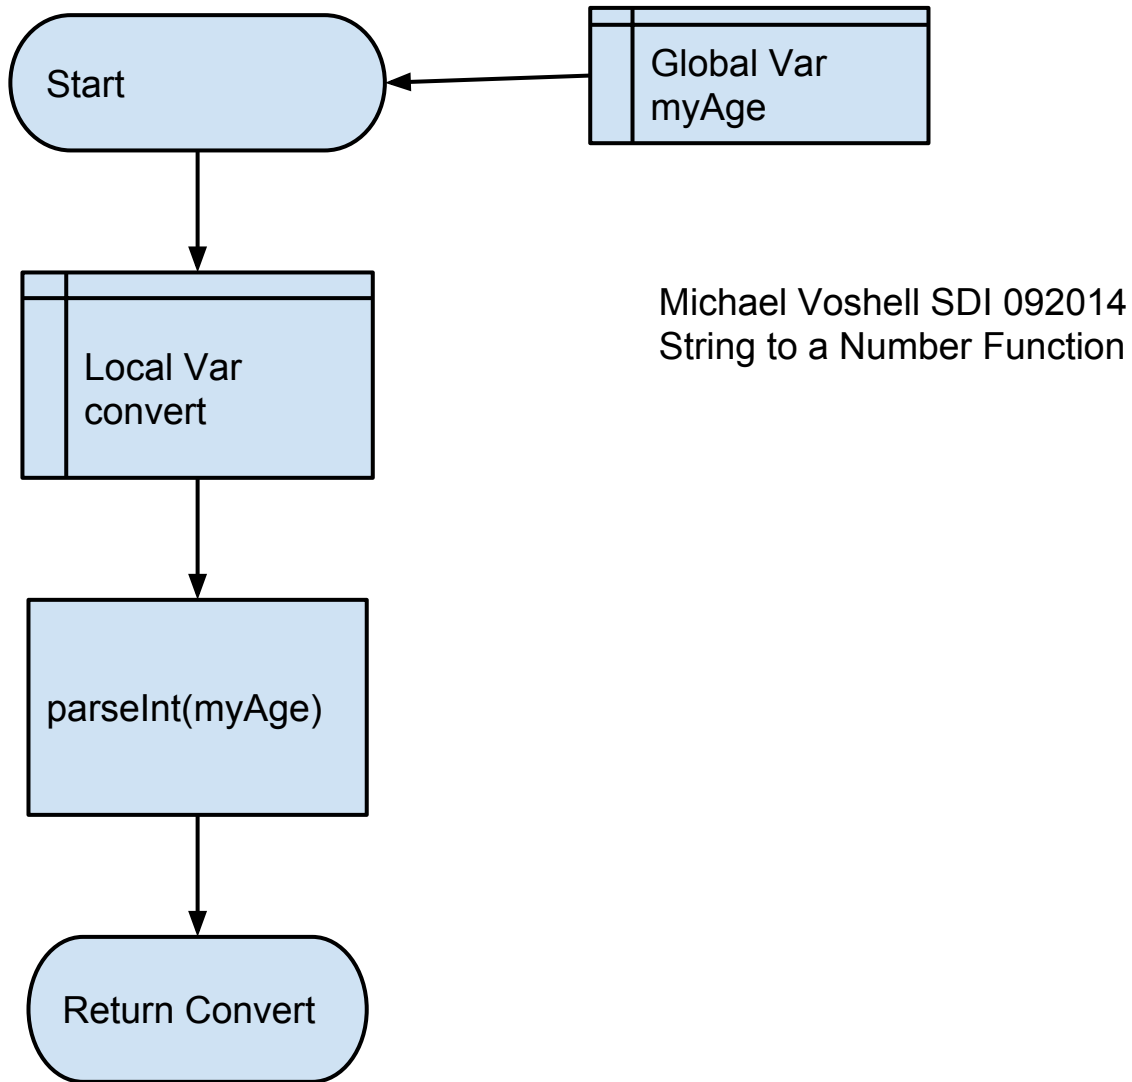 Start
Global Var
myAge
Michael Voshell SDI 092014
String to a Number Function
Local Var
convert
parseInt(myAge)
Return Convert